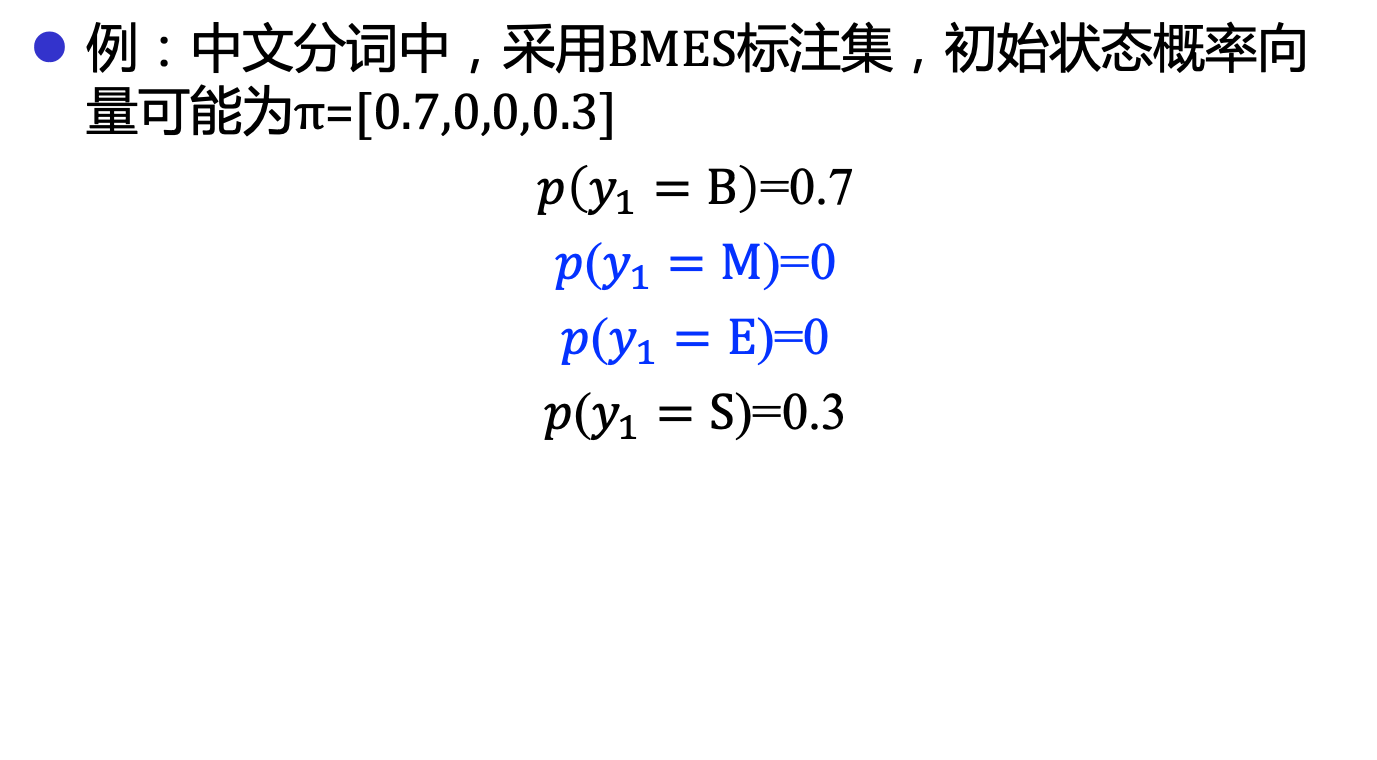 例：中文分词中，采用BMES标注集，初始状态概率向
量可能为π=[0.7,0,0,0.3]
p(y₁ = B)=0.7
p(y₁ = M)=0
p(y₁ = E)=0
p(y₁ = S)=0.3